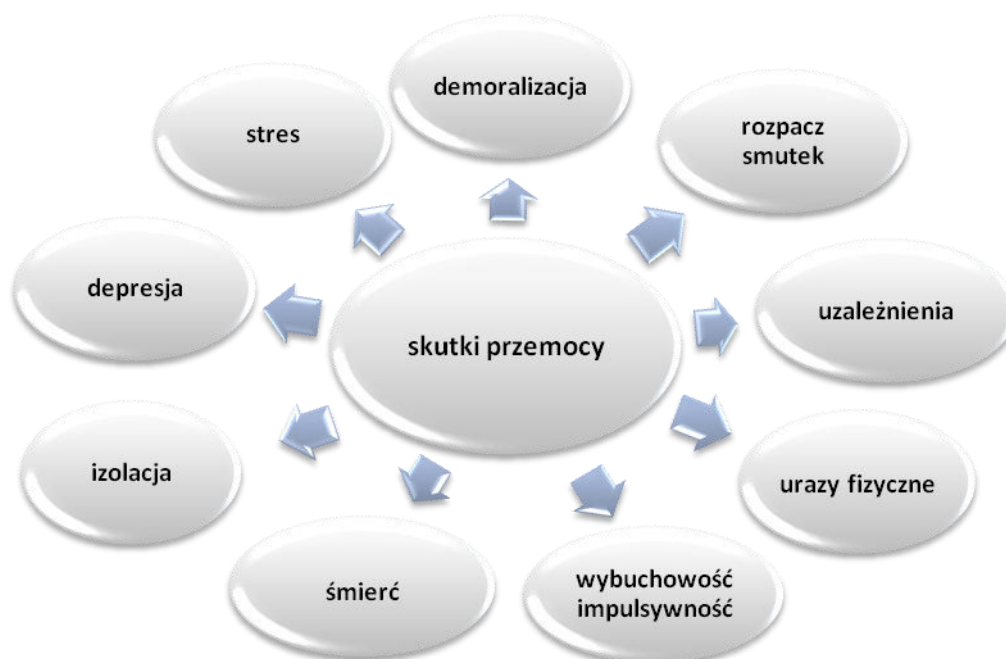 demoralizacja
stres
rozpacz
smutek
depresja
uzależnienia
skutki przemocy
izolacja
urazy fizyczne
śmierć
wybuchowość
impulsywność